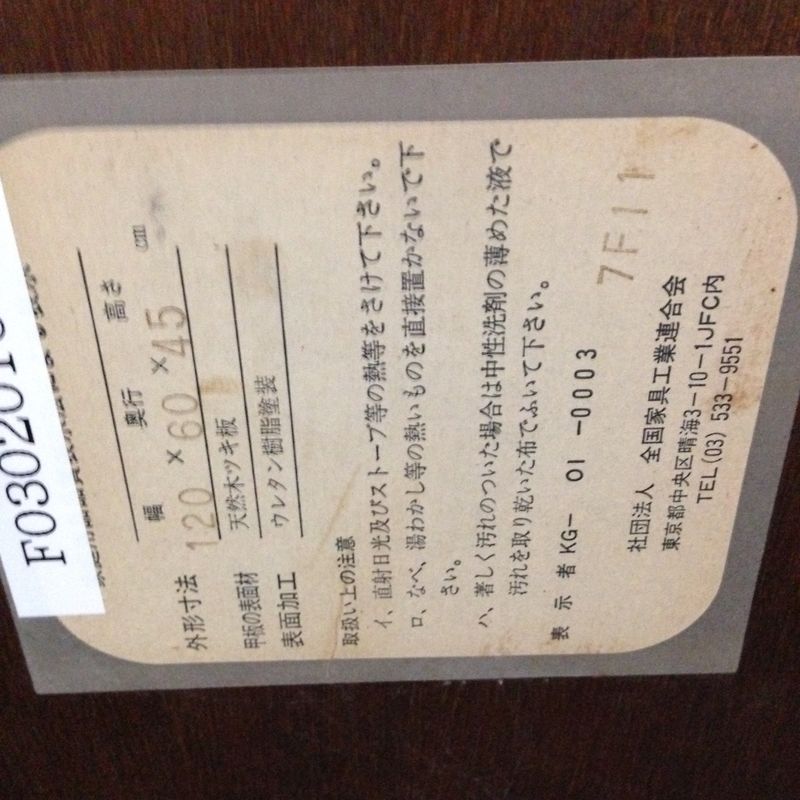 F0302010
幅 奥行 高さ
外形寸法 120 × 60 × 45 cm
甲板の表面材 天然木ツキ板
表面加工 ウレタン樹脂塗装
取扱い上の注意
イ、直射日光及びストーブ等の熱等をさけて下さい。
ロ、なべ、湯わかし等の熱いものを直接置かないで下
さい。
ハ、著しく汚れのついた場合は中性洗剤の薄めた液で
汚れを取り乾いた布でふいて下さい。
表 示 者 KG- OI -0003
7F11
社団法人 全国家具工業連合会
東京都中央区晴海3-10-1JFC内
TEL(03) 533-9551